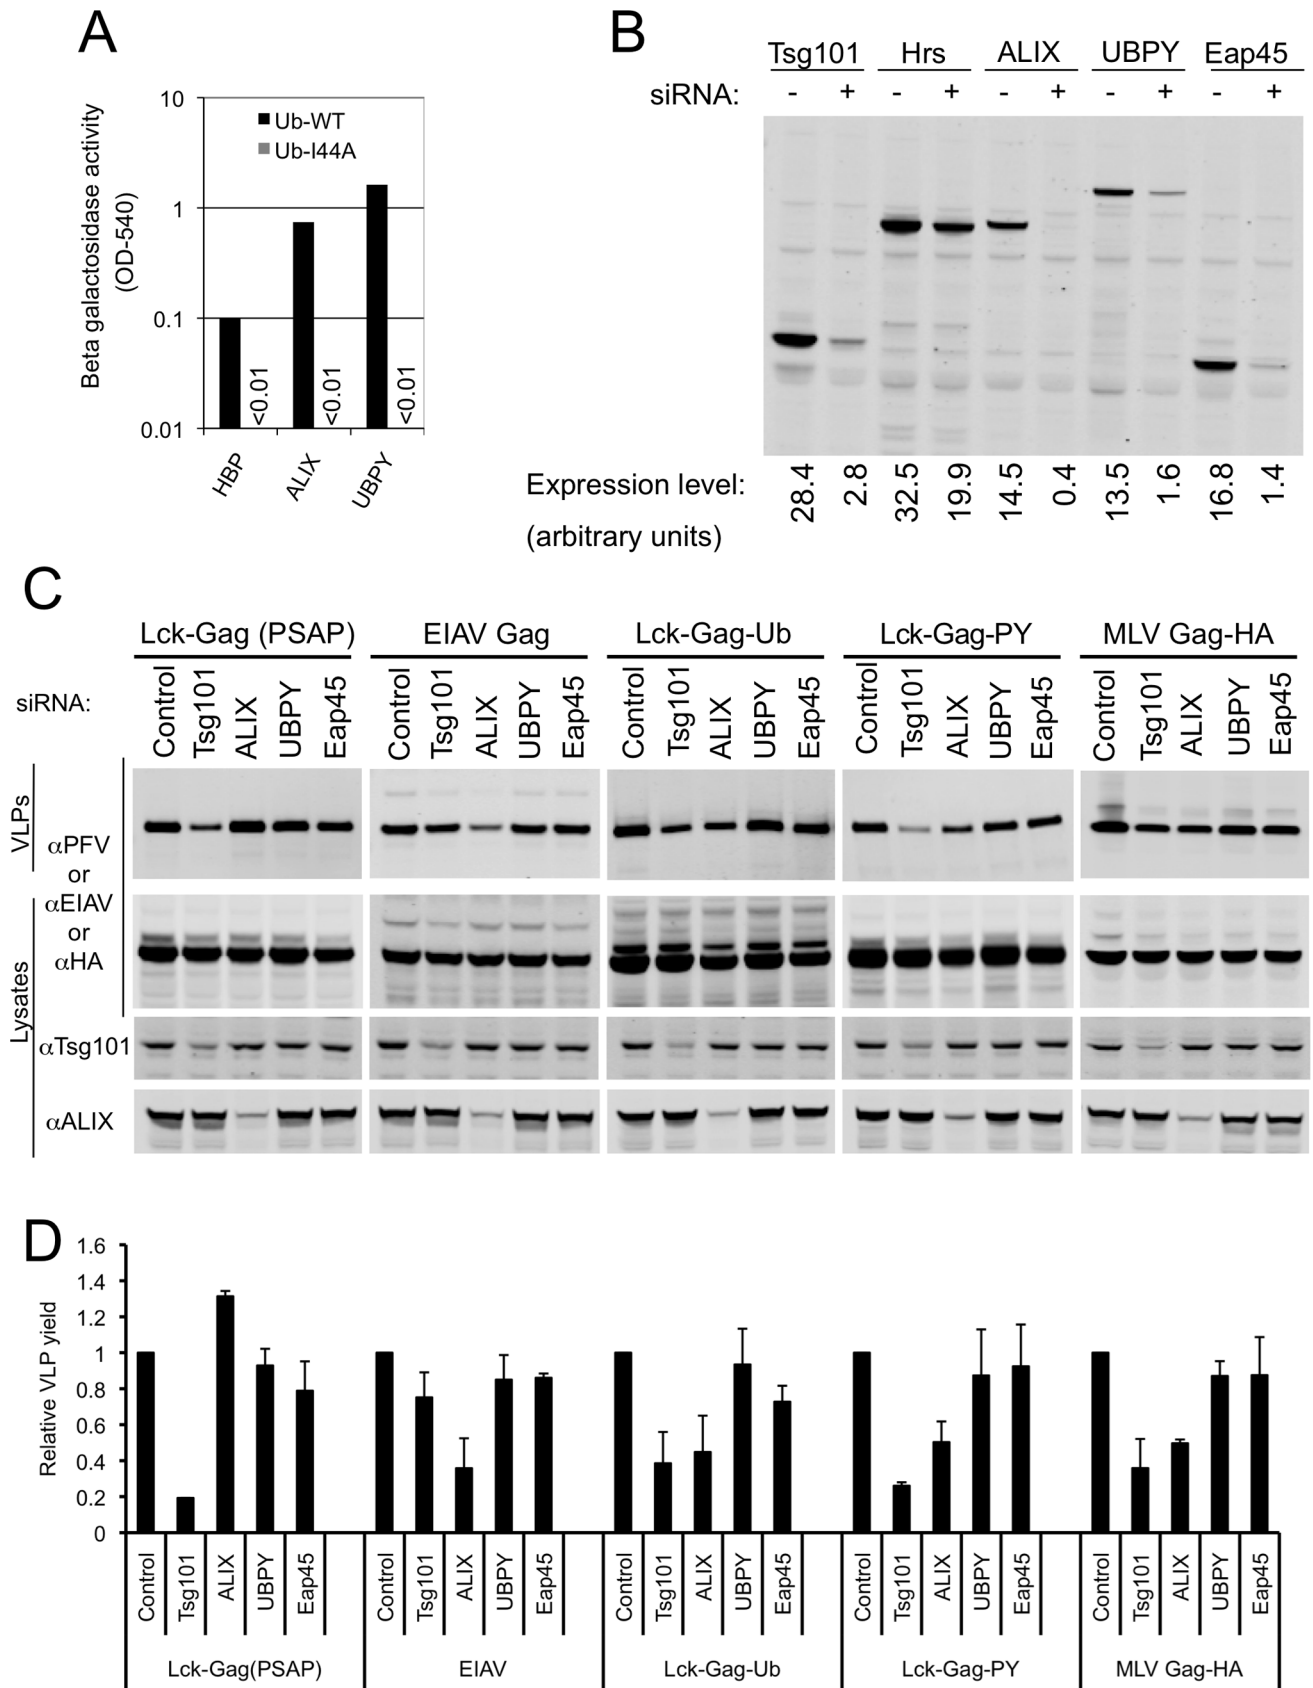 A
Beta galactosidase activity
(OD-540)
10
1
0.1
0.01
Ub-WT
Ub-I44A
<0.01
<0.01
<0.01
HBP
ALIX
UBPY
B
Tsg101 Hrs ALIX UBPY Eap45
siRNA: - + - + - + - + - +
Expression level:
(arbitrary units)
28.4 2.8 32.5 19.9 14.5 0.4 13.5 1.6 16.8 1.4
C
Lck-Gag (PSAP) EIAV Gag Lck-Gag-Ub Lck-Gag-PY MLV Gag-HA
siRNA:
Control Tsg101 ALIX UBPY Eap45 Control Tsg101 ALIX UBPY Eap45 Control Tsg101 ALIX UBPY Eap45 Control Tsg101 ALIX UBPY Eap45 Control Tsg101 ALIX UBPY Eap45
VLPs
αPFV
or
αEIAV
or
αHA
Lysates
αTsg101
αALIX
D
Relative VLP yield
1.6
1.4
1.2
1
0.8
0.6
0.4
0.2
0
Control Tsg101 ALIX UBPY Eap45 Control Tsg101 ALIX UBPY Eap45 Control Tsg101 ALIX UBPY Eap45 Control Tsg101 ALIX UBPY Eap45 Control Tsg101 ALIX UBPY Eap45
Lck-Gag(PSAP) EIAV Lck-Gag-Ub Lck-Gag-PY MLV Gag-HA